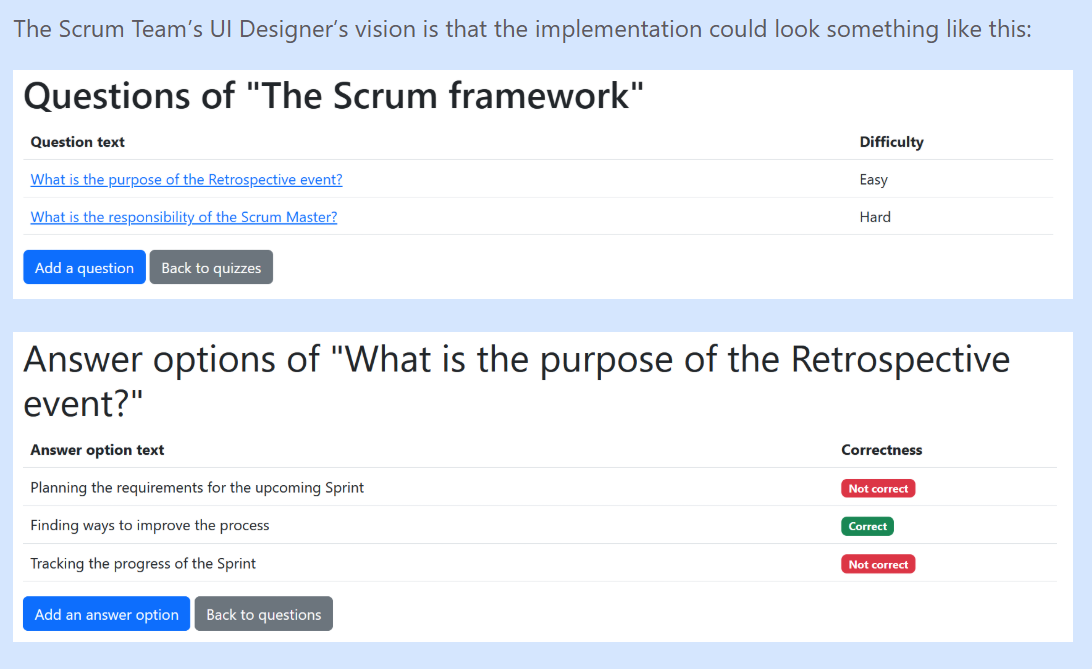 The Scrum Team’s UI Designer’s vision is that the implementation could look something like this:
Questions of "The Scrum framework"
Question text Difficulty
What is the purpose of the Retrospective event? Easy
What is the responsibility of the Scrum Master? Hard
Add a question Back to quizzes
Answer options of "What is the purpose of the Retrospective
event?"
Answer option text Correctness
Planning the requirements for the upcoming Sprint Not correct
Finding ways to improve the process Correct
Tracking the progress of the Sprint Not correct
Add an answer option Back to questions